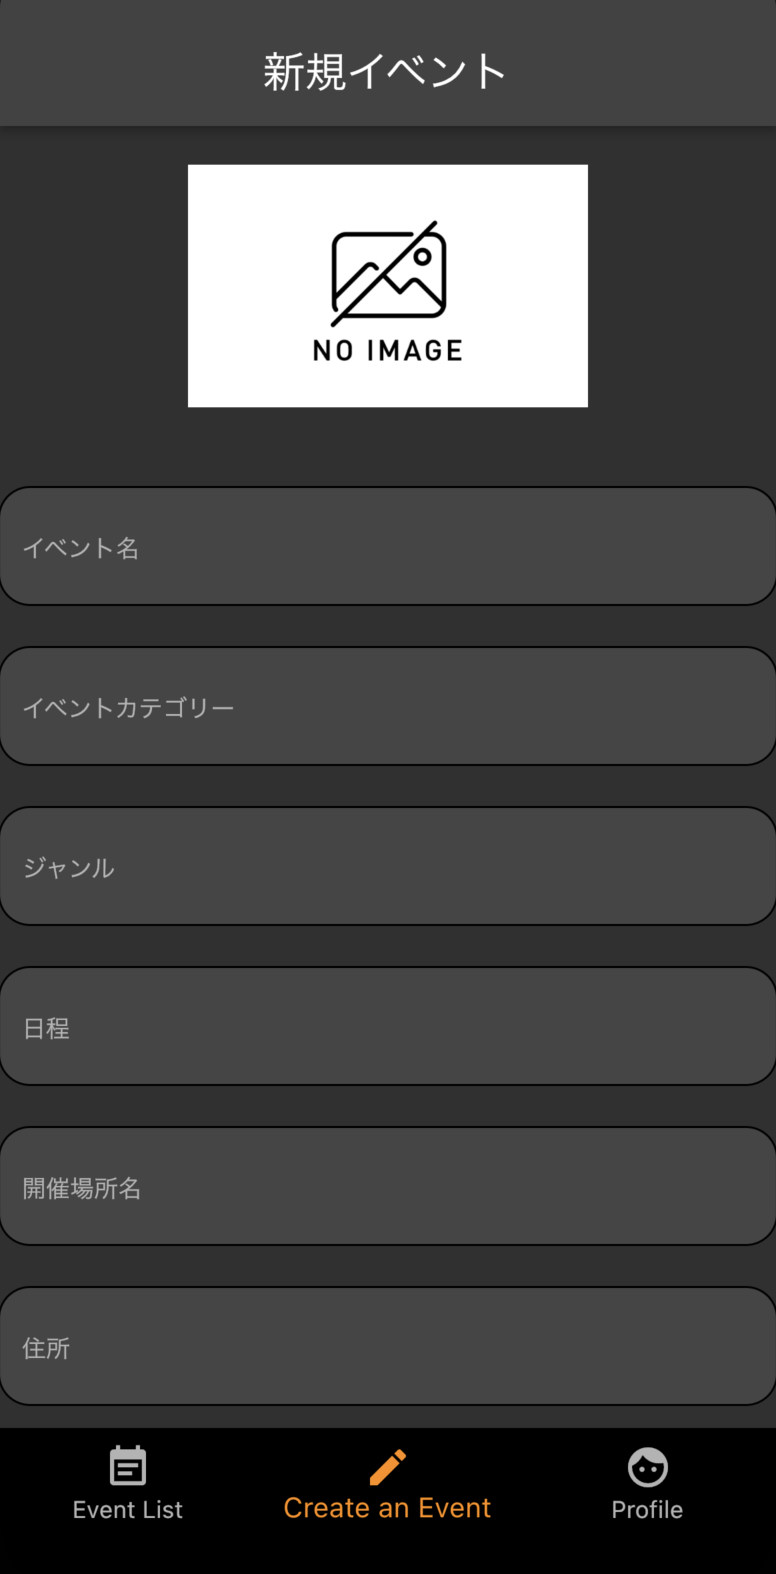 新規イベント
NO IMAGE
イベント名
イベントカテゴリー
ジャンル
日程
開催場所名
住所
Event List
Create an Event
Profile